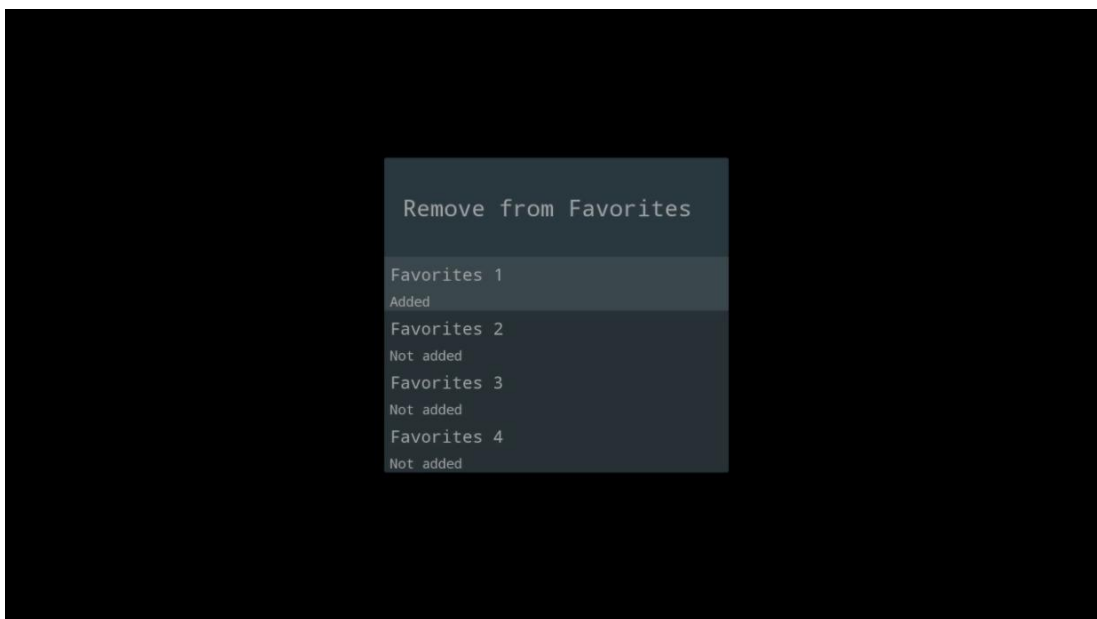 Remove from Favorites
Favorites 1
Added
Favorites 2
Not added
Favorites 3
Not added
Favorites 4
Not added